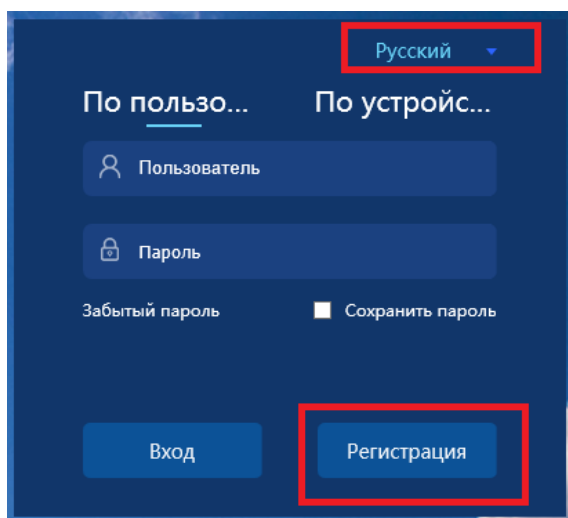 Русский
По пользо... По устройс...
Пользователь
Пароль
Забытый пароль Сохранить пароль
Вход Регистрация